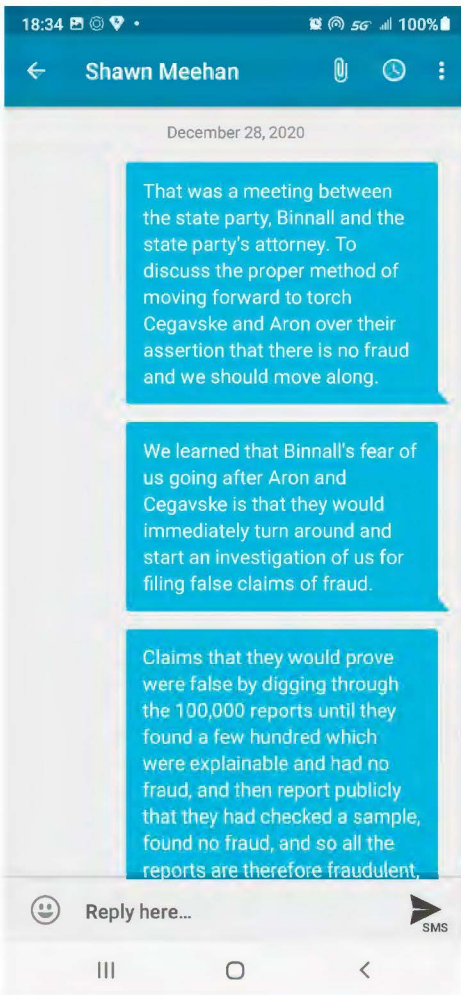 18:34
5G 100%
Shawn Meehan
December 28, 2020
That was a meeting between
the state party, Binnall and the
state party's attorney. To
discuss the proper method of
moving forward to torch
Cegavske and Aron over their
assertion that there is no fraud
and we should move along.
We learned that Binnall's fear of
us going after Aron and
Cegavske is that they would
immediately turn around and
start an investigation of us for
filing false claims of fraud.
Claims that they would prove
were false by digging through
the 100,000 reports until they
found a few hundred which
were explainable and had no
fraud, and then report publicly
that they had checked a sample,
found no fraud, and so all the
reports are therefore fraudulent,
Reply here...
SMS